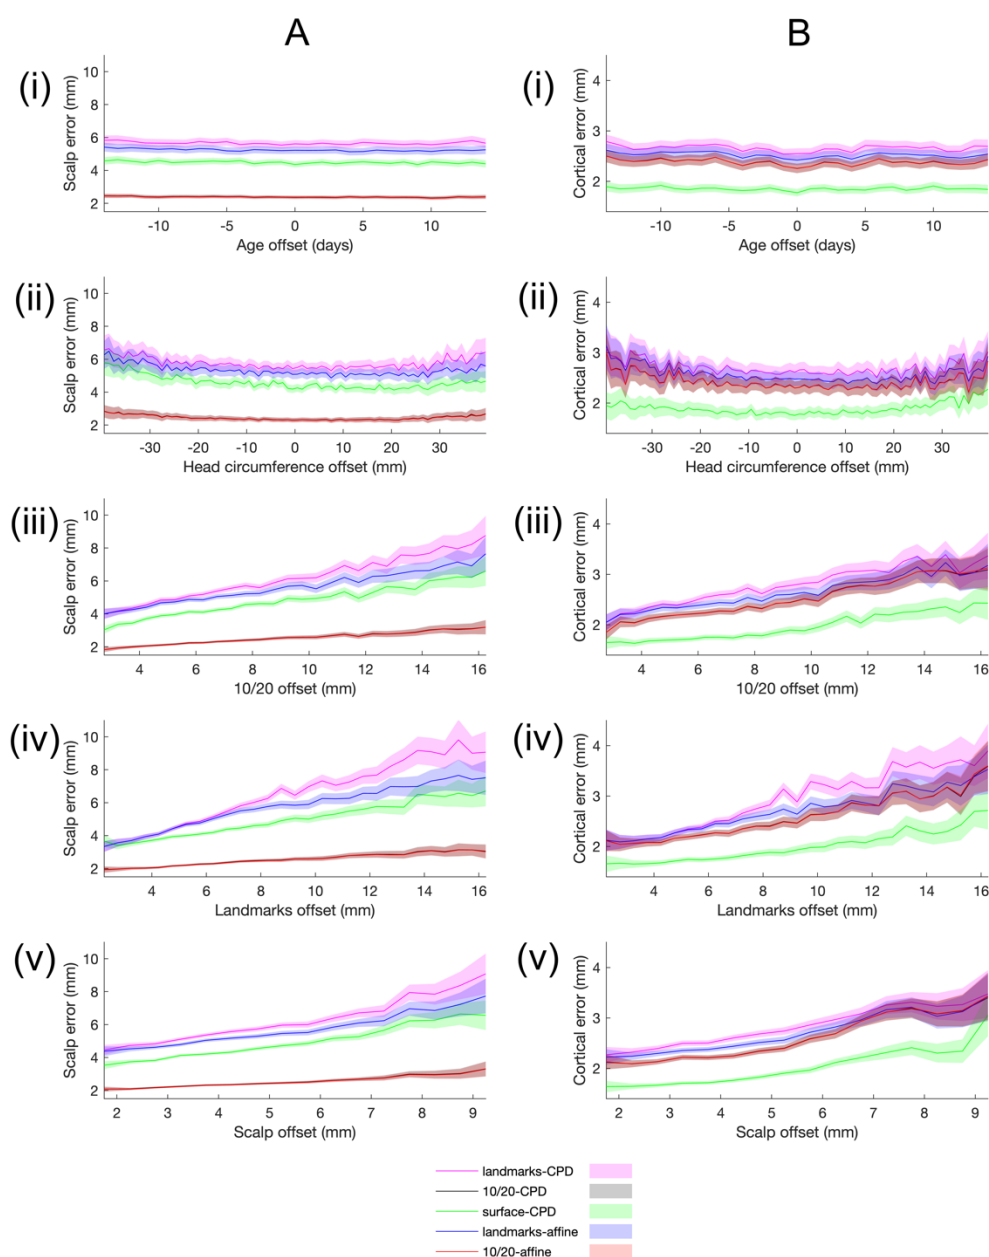 A
B
(i)
Scalp error (mm)
10
8
6
4
2
-10
-5
0
5
10
Age offset (days)
(i)
Cortical error (mm)
4
3
2
-10
-5
0
5
10
Age offset (days)
(ii)
Scalp error (mm)
10
8
6
4
2
-30
-20
-10
0
10
20
30
Head circumference offset (mm)
(ii)
Cortical error (mm)
4
3
2
-30
-20
-10
0
10
20
30
Head circumference offset (mm)
(iii)
Scalp error (mm)
10
8
6
4
2
4
6
8
10
12
14
16
10/20 offset (mm)
(iii)
Cortical error (mm)
4
3
2
4
6
8
10
12
14
16
10/20 offset (mm)
(iv)
Scalp error (mm)
10
8
6
4
2
4
6
8
10
12
14
16
Landmarks offset (mm)
(iv)
Cortical error (mm)
4
3
2
4
6
8
10
12
14
16
Landmarks offset (mm)
(v)
Scalp error (mm)
10
8
6
4
2
2
3
4
5
6
7
8
9
Scalp offset (mm)
(v)
Cortical error (mm)
4
3
2
2
3
4
5
6
7
8
9
Scalp offset (mm)
landmarks-CPD
10/20-CPD
surface-CPD
landmarks-affine
10/20-affine